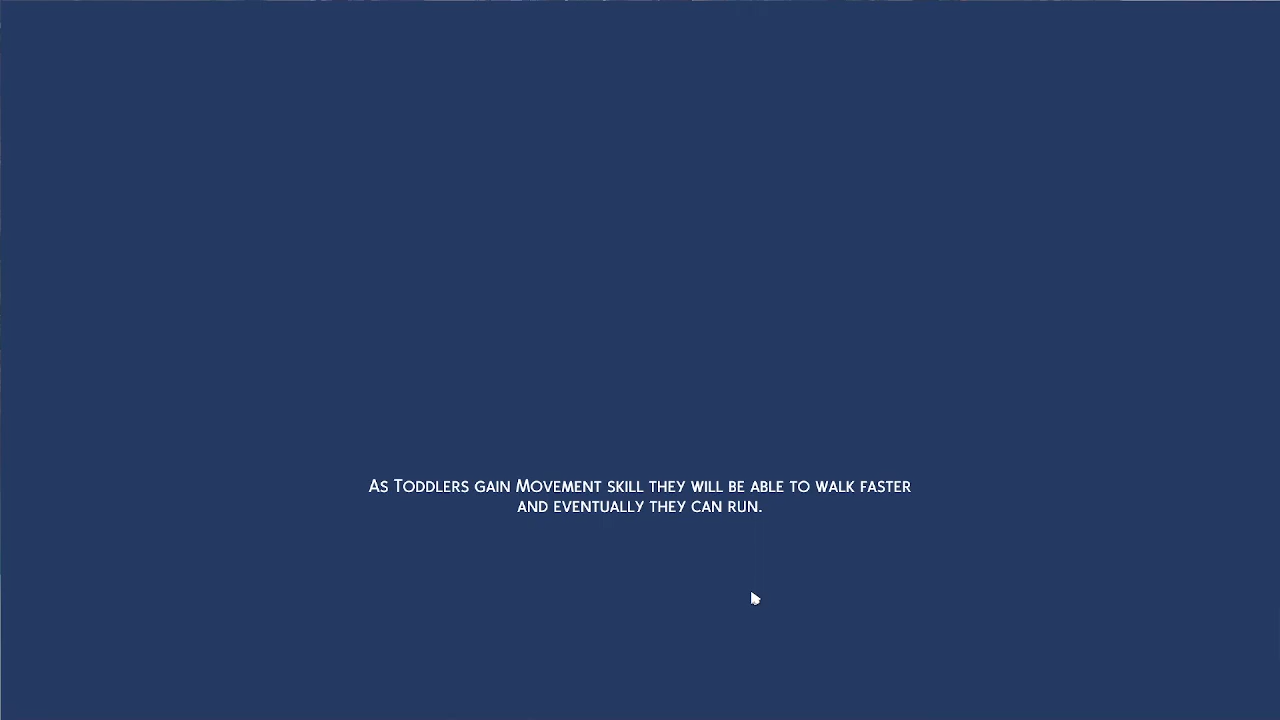 As Toddlers gain Movement skill they will be able to walk faster
and eventually they can run.